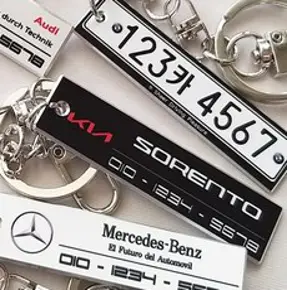 Audi
durch Technik
5678
123카 4567
KIA
SORENTO
010 - 1234 - 5678
Mercedes-Benz
El Futuro del Automovil
010 - 1234 - 56